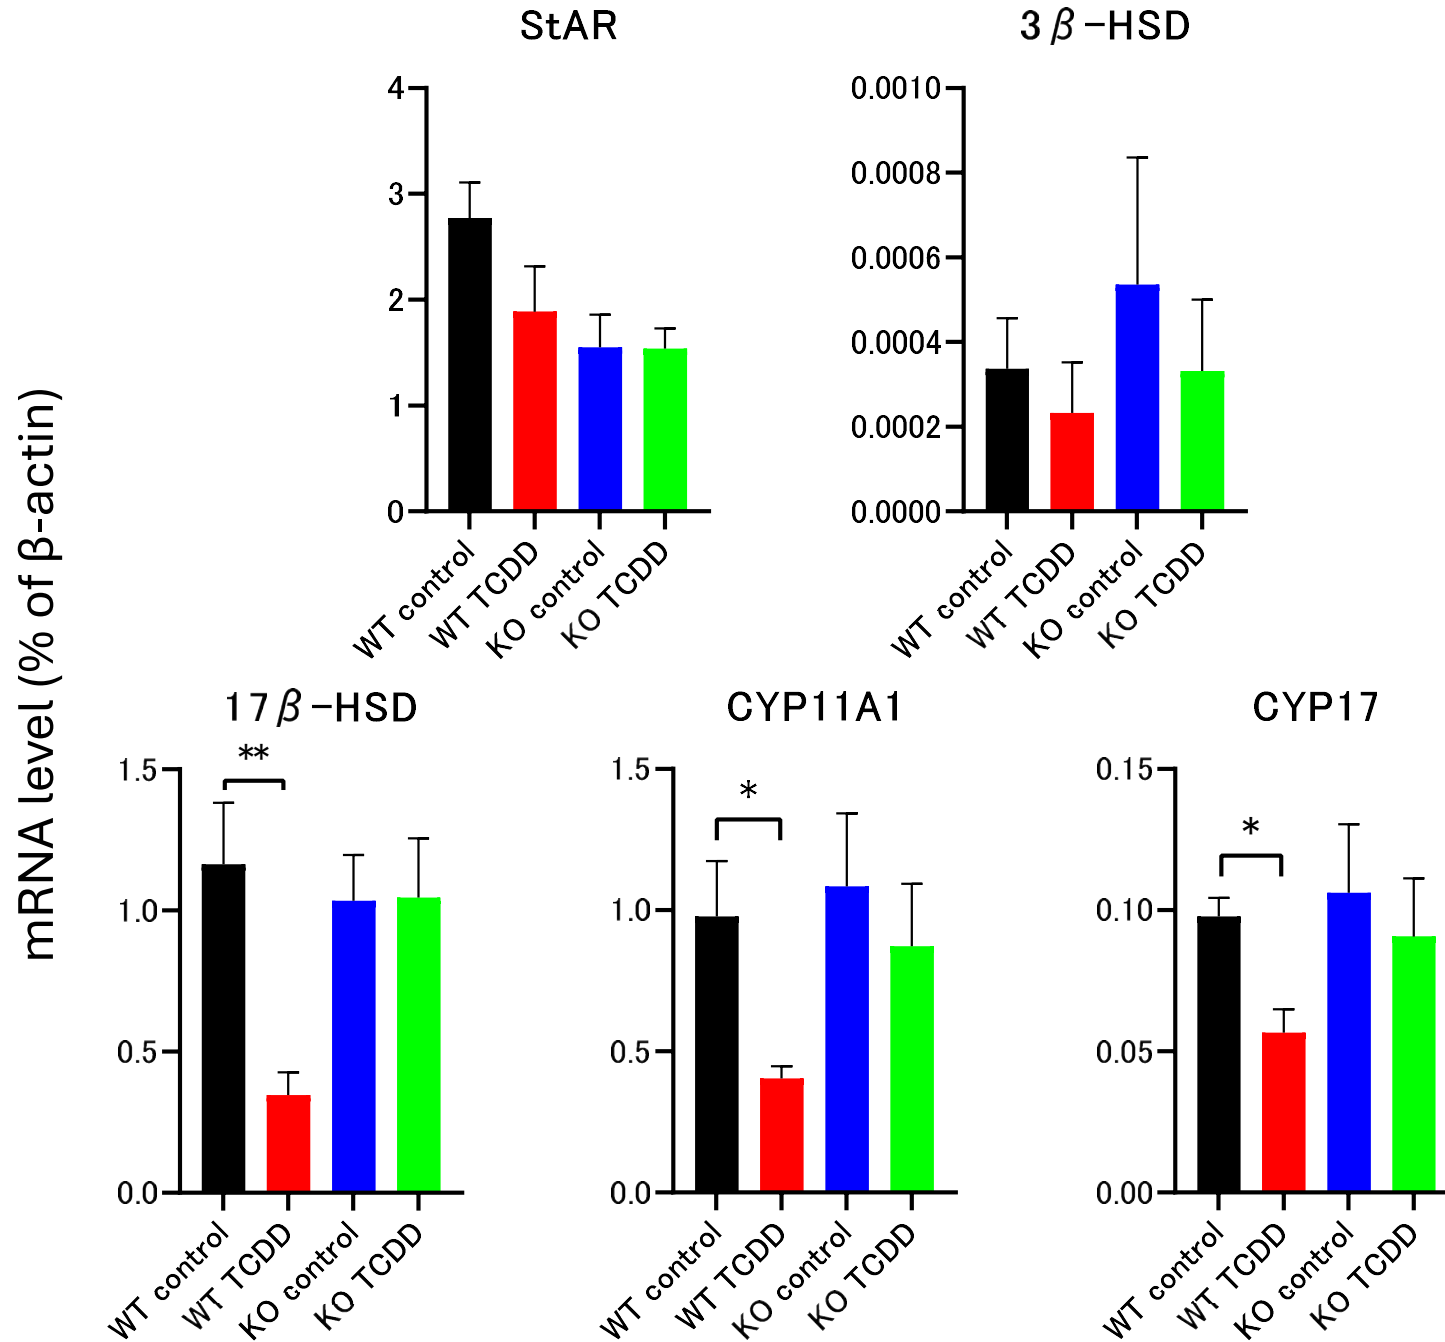 StAR
4
3
2
1
0
WT control
WT TCDD
KO control
KO TCDD
3β-HSD
0.0010
0.0008
0.0006
0.0004
0.0002
0.0000
WT control
WT TCDD
KO control
KO TCDD
mRNA level (% of β-actin)
17β-HSD
**
1.5
1.0
0.5
0.0
WT control
WT TCDD
KO control
KO TCDD
CYP11A1
*
1.5
1.0
0.5
0.0
WT control
WT TCDD
KO control
KO TCDD
CYP17
*
0.15
0.10
0.05
0.00
WT control
WT TCDD
KO control
KO TCDD